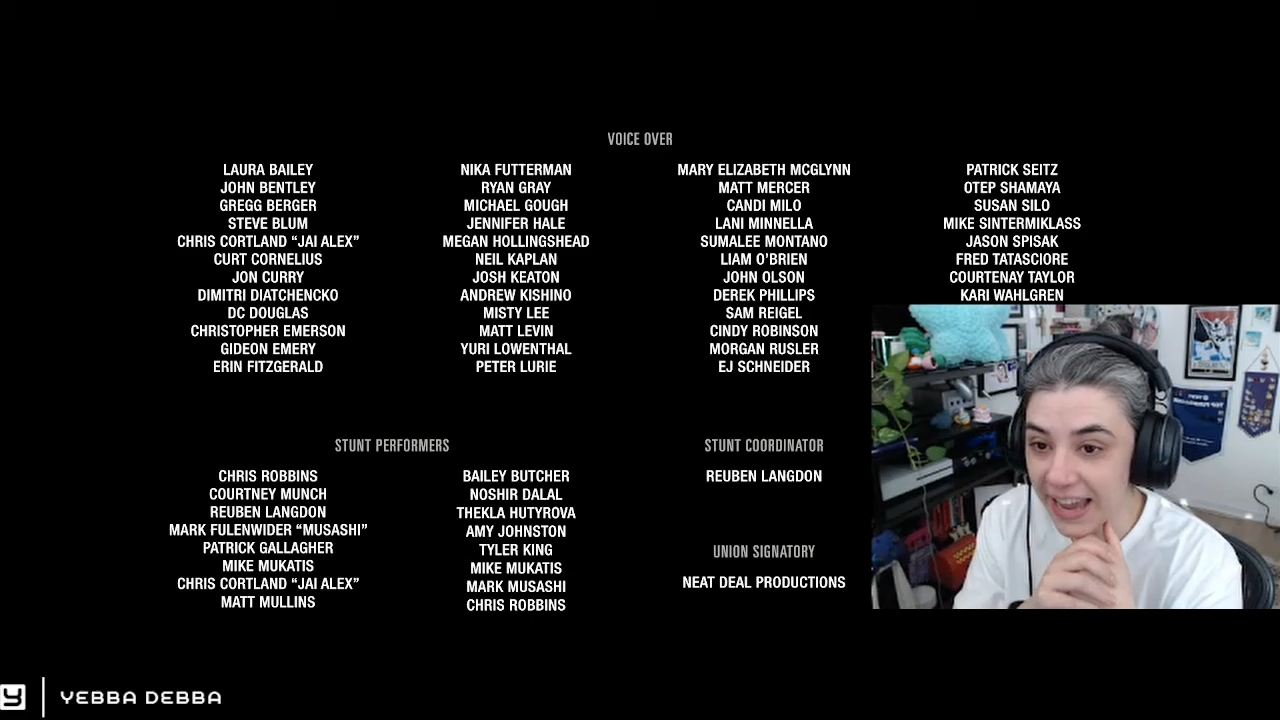 VOICE OVER
LAURA BAILEY
JOHN BENTLEY
GREGG BERGER
STEVE BLUM
CHRIS CORTLAND “JAI ALEX”
CURT CORNELIUS
JON CURRY
DIMITRI DIATCHENCKO
DC DOUGLAS
CHRISTOPHER EMERSON
GIDEON EMERY
ERIN FITZGERALD
NIKA FUTTERMAN
RYAN GRAY
MICHAEL GOUGH
JENNIFER HALE
MEGAN HOLLINGSHEAD
NEIL KAPLAN
JOSH KEATON
ANDREW KISHINO
MISTY LEE
MATT LEVIN
YURI LOWENTHAL
PETER LURIE
MARY ELIZABETH MCGLYNN
MATT MERCER
CANDI MILO
LANI MINNELLA
SUMALEE MONTANO
LIAM O’BRIEN
JOHN OLSON
DEREK PHILLIPS
SAM REIGEL
CINDY ROBINSON
MORGAN RUSLER
EJ SCHNEIDER
PATRICK SEITZ
OTEP SHAMAYA
SUSAN SILO
MIKE SINTERMIKLASS
JASON SPISAK
FRED TATASCIORE
COURTENAY TAYLOR
KARI WAHLGREN
STUNT PERFORMERS
CHRIS ROBBINS
COURTNEY MUNCH
REUBEN LANGDON
MARK FULENWIDER “MUSASHI”
PATRICK GALLAGHER
MIKE MUKATIS
CHRIS CORTLAND “JAI ALEX”
MATT MULLINS
BAILEY BUTCHER
NOSHIR DALAL
THEKLA HUTYROVA
AMY JOHNSTON
TYLER KING
MIKE MUKATIS
MARK MUSASHI
CHRIS ROBBINS
STUNT COORDINATOR
REUBEN LANGDON
UNION SIGNATORY
NEAT DEAL PRODUCTIONS
YEBBA DEBBA